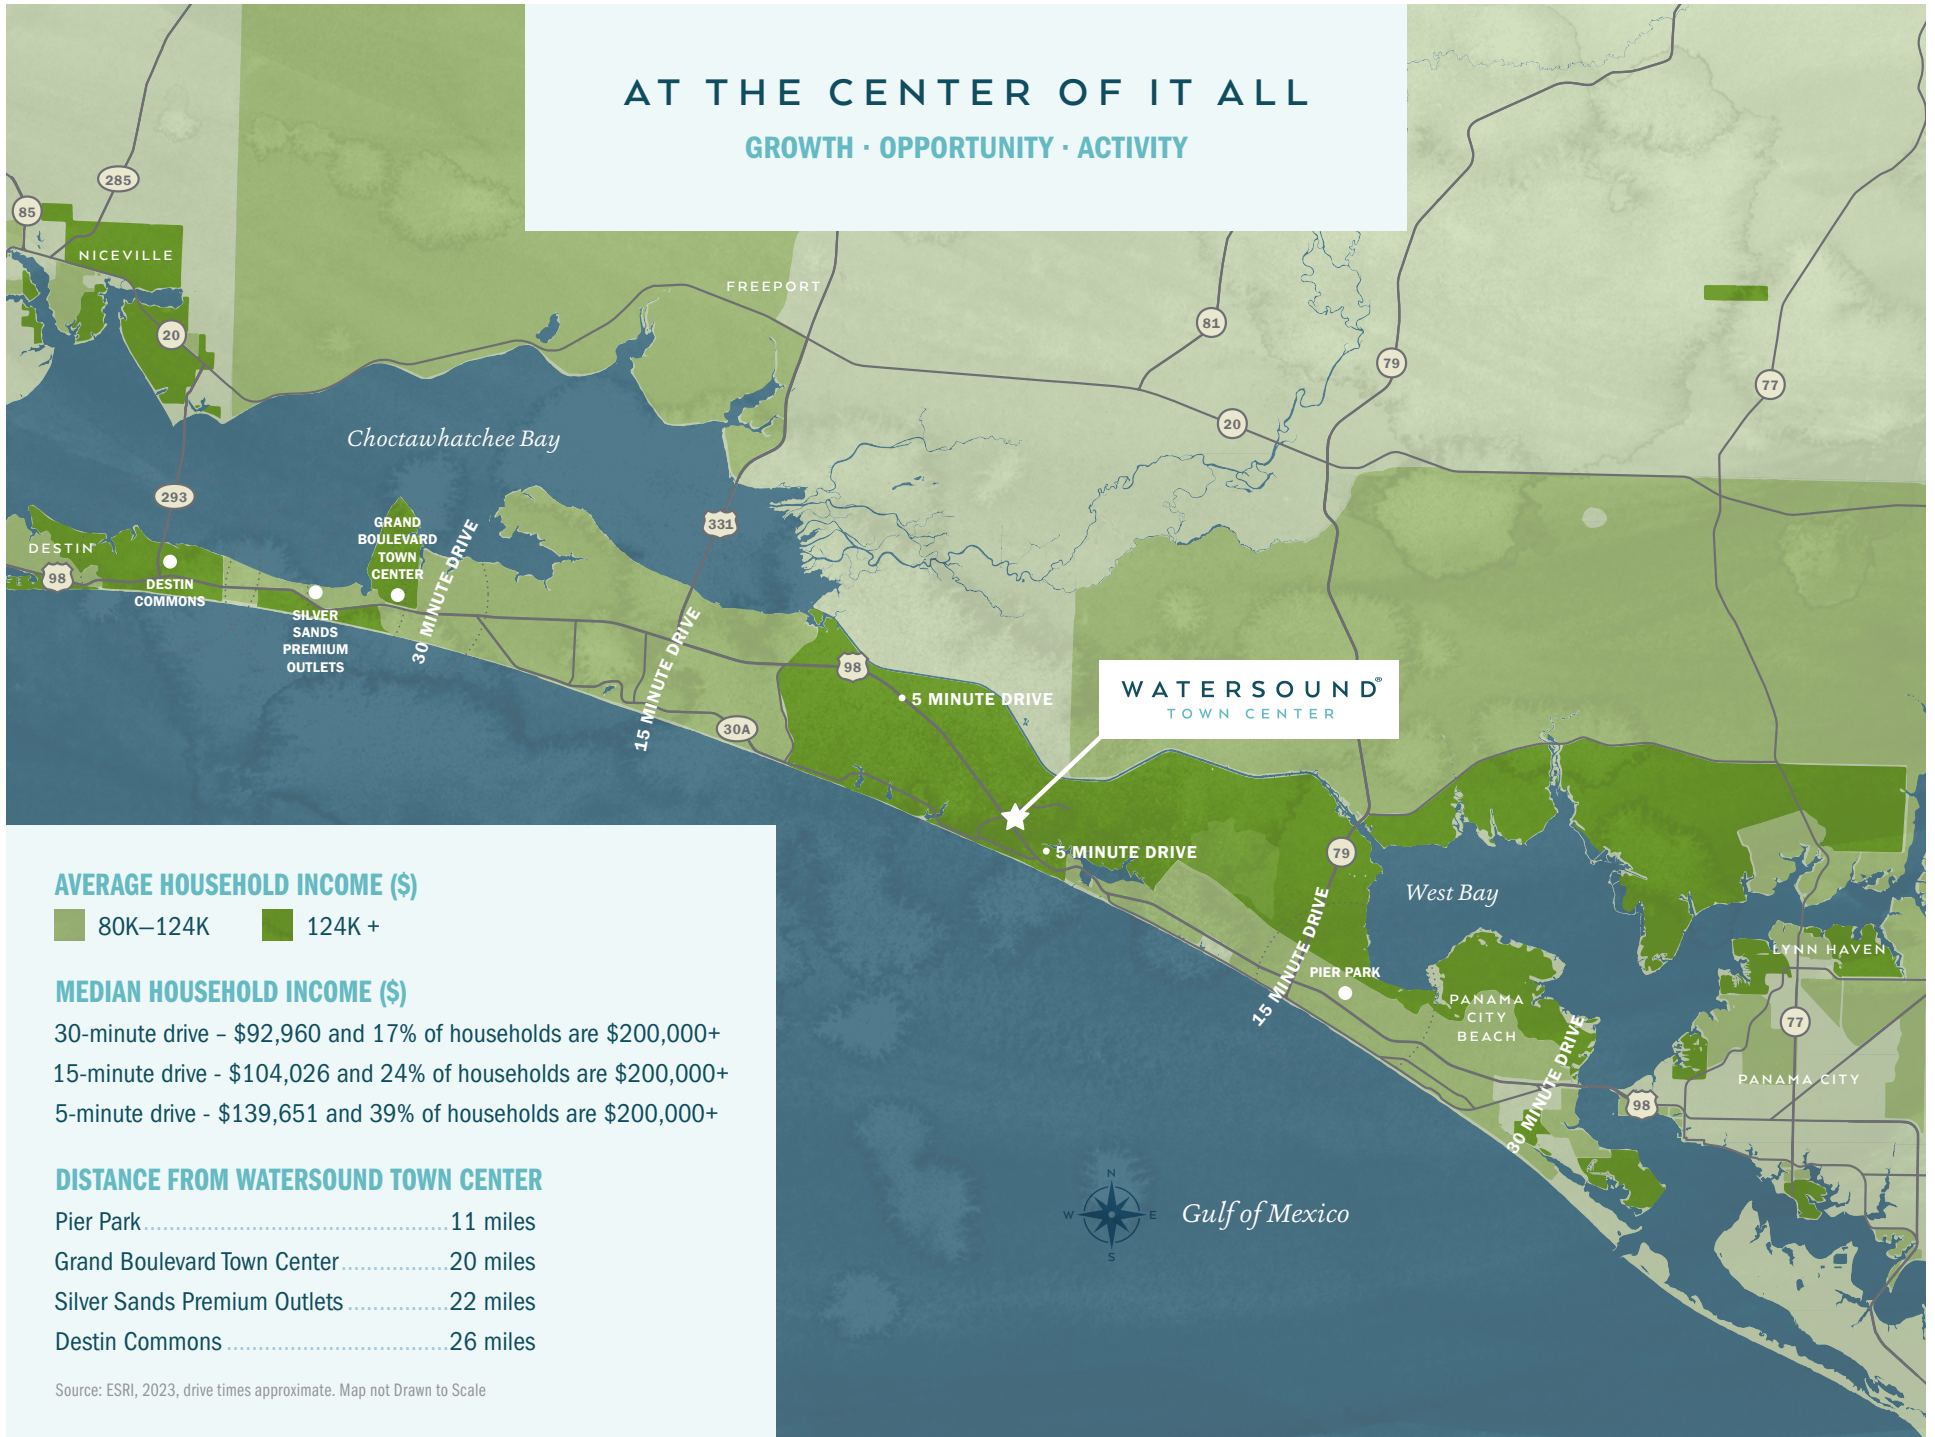 AT THE CENTER OF IT ALL
GROWTH · OPPORTUNITY · ACTIVITY
285
85
NICEVILLE
FREEPORT
20
81
79
77
20
Choctawhatchee Bay
293
331
GRAND
BOULEVARD
TOWN
CENTER
30 MINUTE DRIVE
DESTIN
98
DESTIN
COMMONS
SILVER
SANDS
PREMIUM
OUTLETS
15 MINUTE DRIVE
98
5 MINUTE DRIVE
30A
WATERSOUND®
TOWN CENTER
5 MINUTE DRIVE
79
West Bay
15 MINUTE DRIVE
PIER PARK
LYNN HAVEN
PANAMA
CITY
BEACH
77
30 MINUTE DRIVE
PANAMA CITY
98
N
W
E
S
Gulf of Mexico
AVERAGE HOUSEHOLD INCOME ($)
80K–124K 124K +
MEDIAN HOUSEHOLD INCOME ($)
30-minute drive – $92,960 and 17% of households are $200,000+
15-minute drive - $104,026 and 24% of households are $200,000+
5-minute drive - $139,651 and 39% of households are $200,000+
DISTANCE FROM WATERSOUND TOWN CENTER
Pier Park................................................11 miles
Grand Boulevard Town Center.................20 miles
Silver Sands Premium Outlets................22 miles
Destin Commons...................................26 miles
Source: ESRI, 2023, drive times approximate. Map not Drawn to Scale